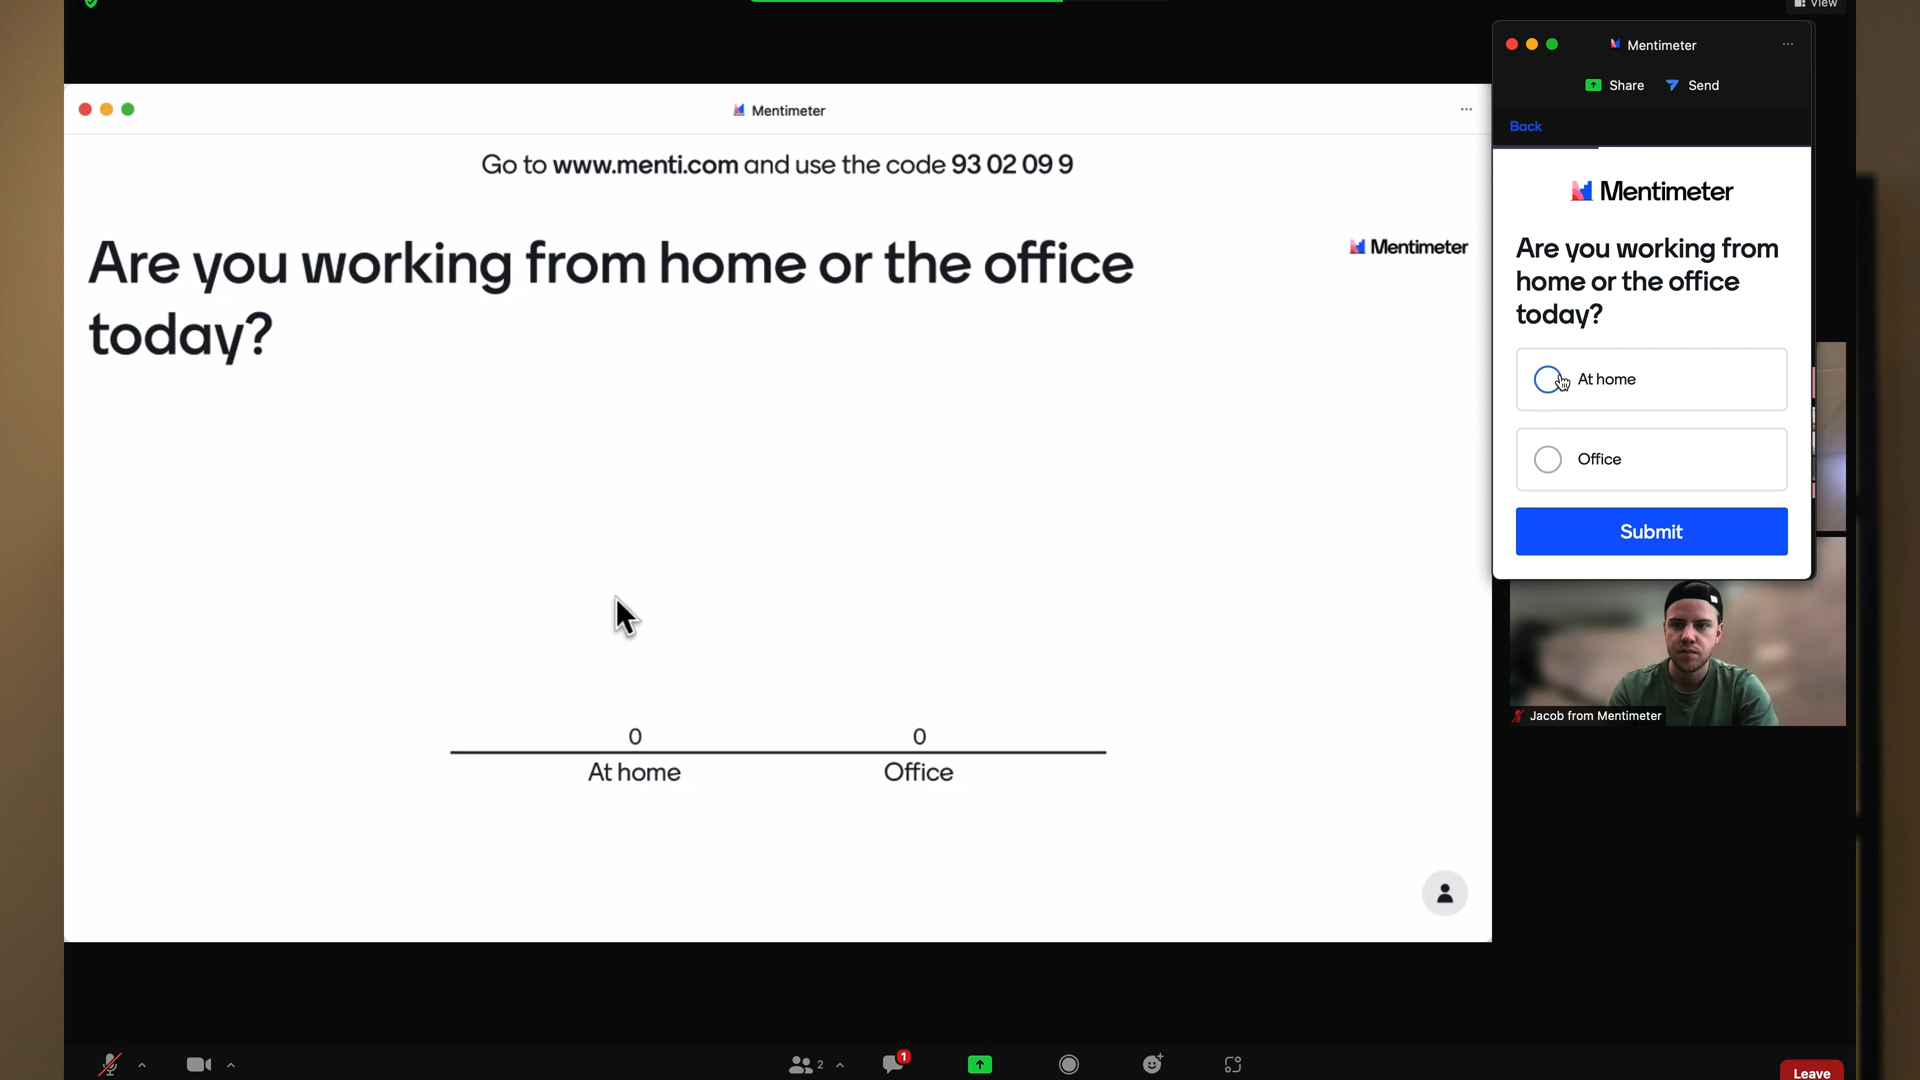 View
Mentimeter
Share
Send
Back
Mentimeter
Are you working from
home or the office
today?
At home
Office
Submit
Mentimeter
Go to www.menti.com and use the code 93 02 09 9
Are you working from home or the office
today?
Mentimeter
0
0
At home
Office
Jacob from Mentimeter
2
1
Leave